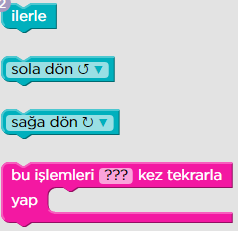 2
ilerle
sola dön ↺ ▼
sağa dön ↻ ▼
bu işlemleri ??? kez tekrarla
yap